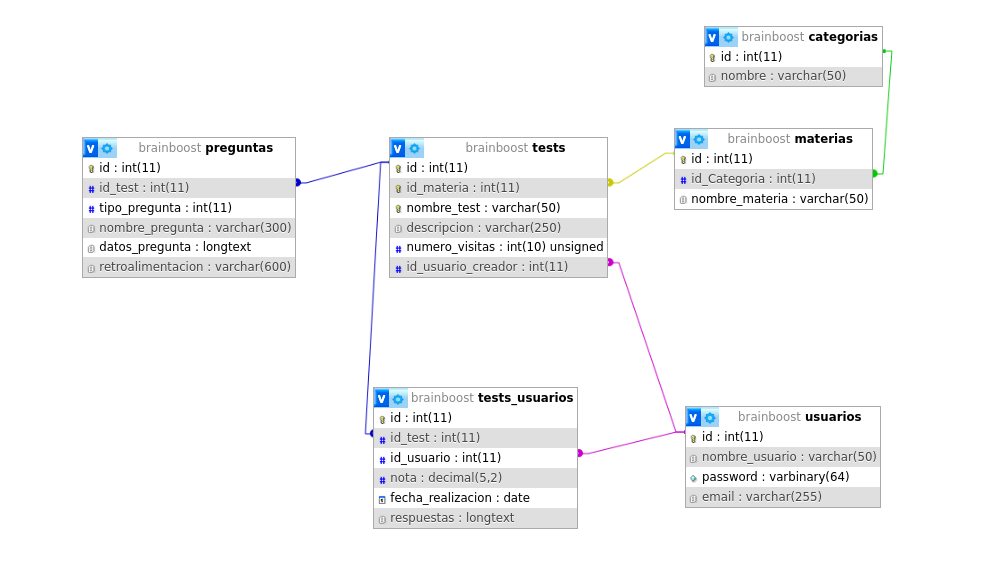 V brainboost categorias
id : int(11)
nombre : varchar(50)
V brainboost preguntas
id : int(11)
# id_test : int(11)
# tipo_pregunta : int(11)
nombre_pregunta : varchar(300)
datos_pregunta : longtext
retroalimentacion : varchar(600)
V brainboost tests
id : int(11)
id_materia : int(11)
nombre_test : varchar(50)
descripcion : varchar(250)
# numero_visitas : int(10) unsigned
# id_usuario_creador : int(11)
V brainboost materias
id : int(11)
# id_Categoria : int(11)
nombre_materia : varchar(50)
V brainboost tests_usuarios
id : int(11)
# id_test : int(11)
# id_usuario : int(11)
# nota : decimal(5,2)
fecha_realizacion : date
respuestas : longtext
V brainboost usuarios
id : int(11)
nombre_usuario : varchar(50)
password : varbinary(64)
email : varchar(255)